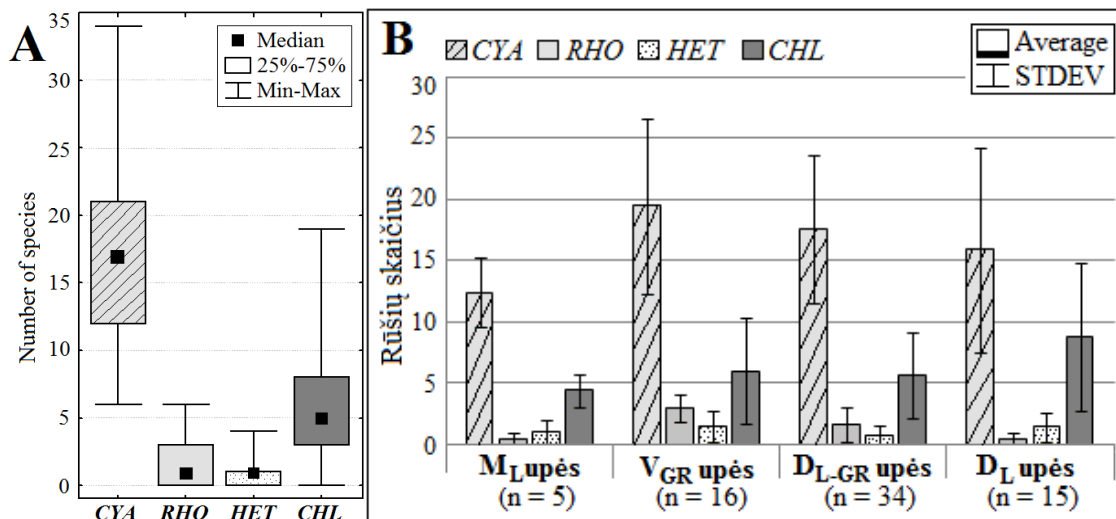 A
Number of species
35
30
25
20
15
10
5
0
Median
25%-75%
Min-Max
CYA RHO HET CHL
B
CYA RHO HET CHL
Average
STDEV
Rūšių skaičius
30
25
20
15
10
5
0
ML upės VGR upės DL-GR upės DL upės
(n = 5) (n = 16) (n = 34) (n = 15)